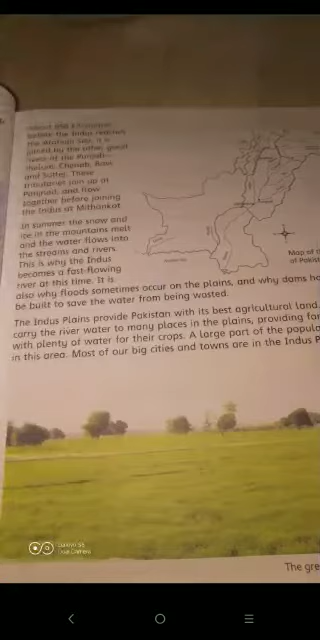 before the Indus reaches
the Arabian Sea, it is
joined by the other great
rivers of the Punjab—
Jhelum, Chenab, Ravi
and Sutlej. These
tributaries join up at
Panjnad, and flow
together before joining
the Indus at Mithankot.
In summer the snow and
ice in the mountains melt
and the water flows into
the streams and rivers.
This is why the Indus
becomes a fast-flowing
river at this time. It is
also why floods sometimes occur on the plains, and why dams ha
be built to save the water from being wasted.
Map of
of Pakist
The Indus Plains provide Pakistan with its best agricultural land.
carry the river water to many places in the plains, providing far
with plenty of water for their crops. A large part of the popula
in this area. Most of our big cities and towns are in the Indus P
Dual Camera
The gre